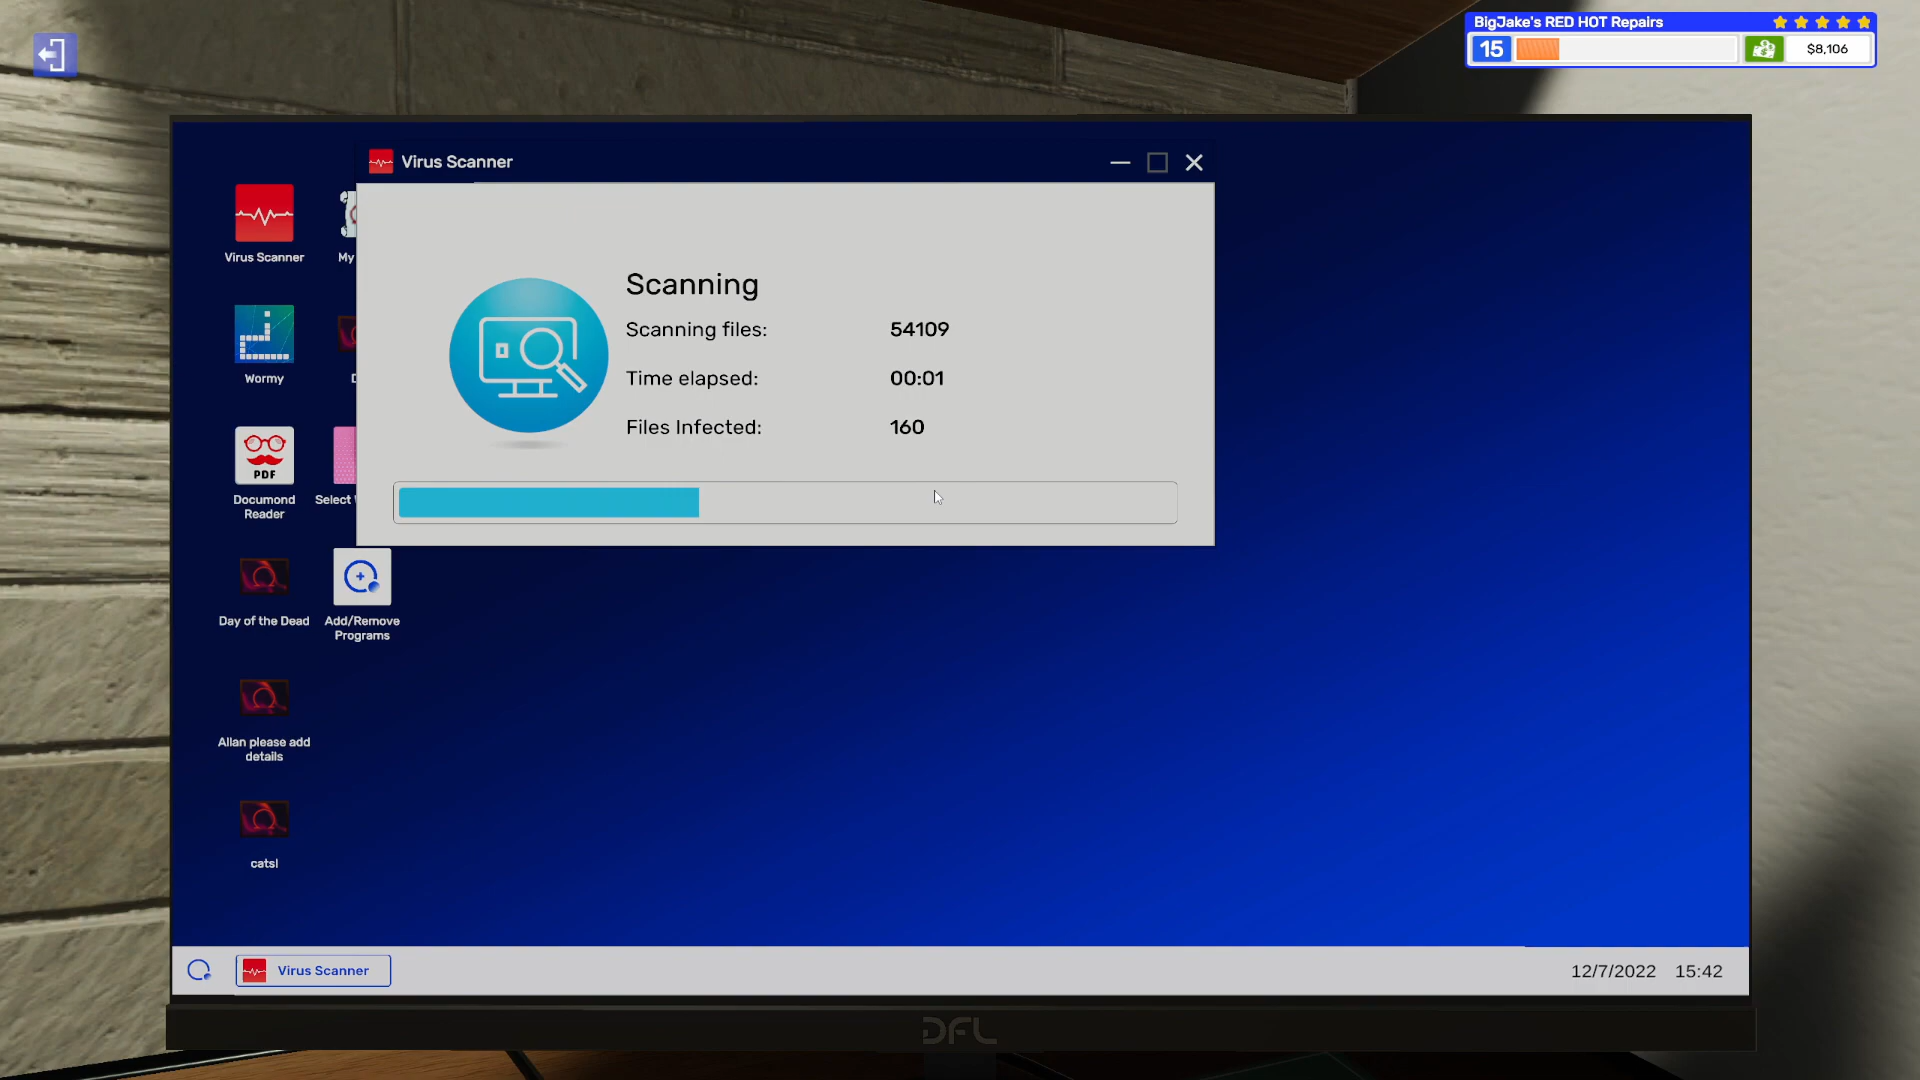 BigJake's RED HOT Repairs
15
$8,106
Virus Scanner
Virus Scanner
My
Scanning
Scanning files: 54109
Time elapsed: 00:01
Files Infected: 160
Wormy
D
PDF
Documond
Reader
Select
Day of the Dead
Add/Remove
Programs
Allan please add
details
cats!
Virus Scanner
12/7/2022 15:42
DFL